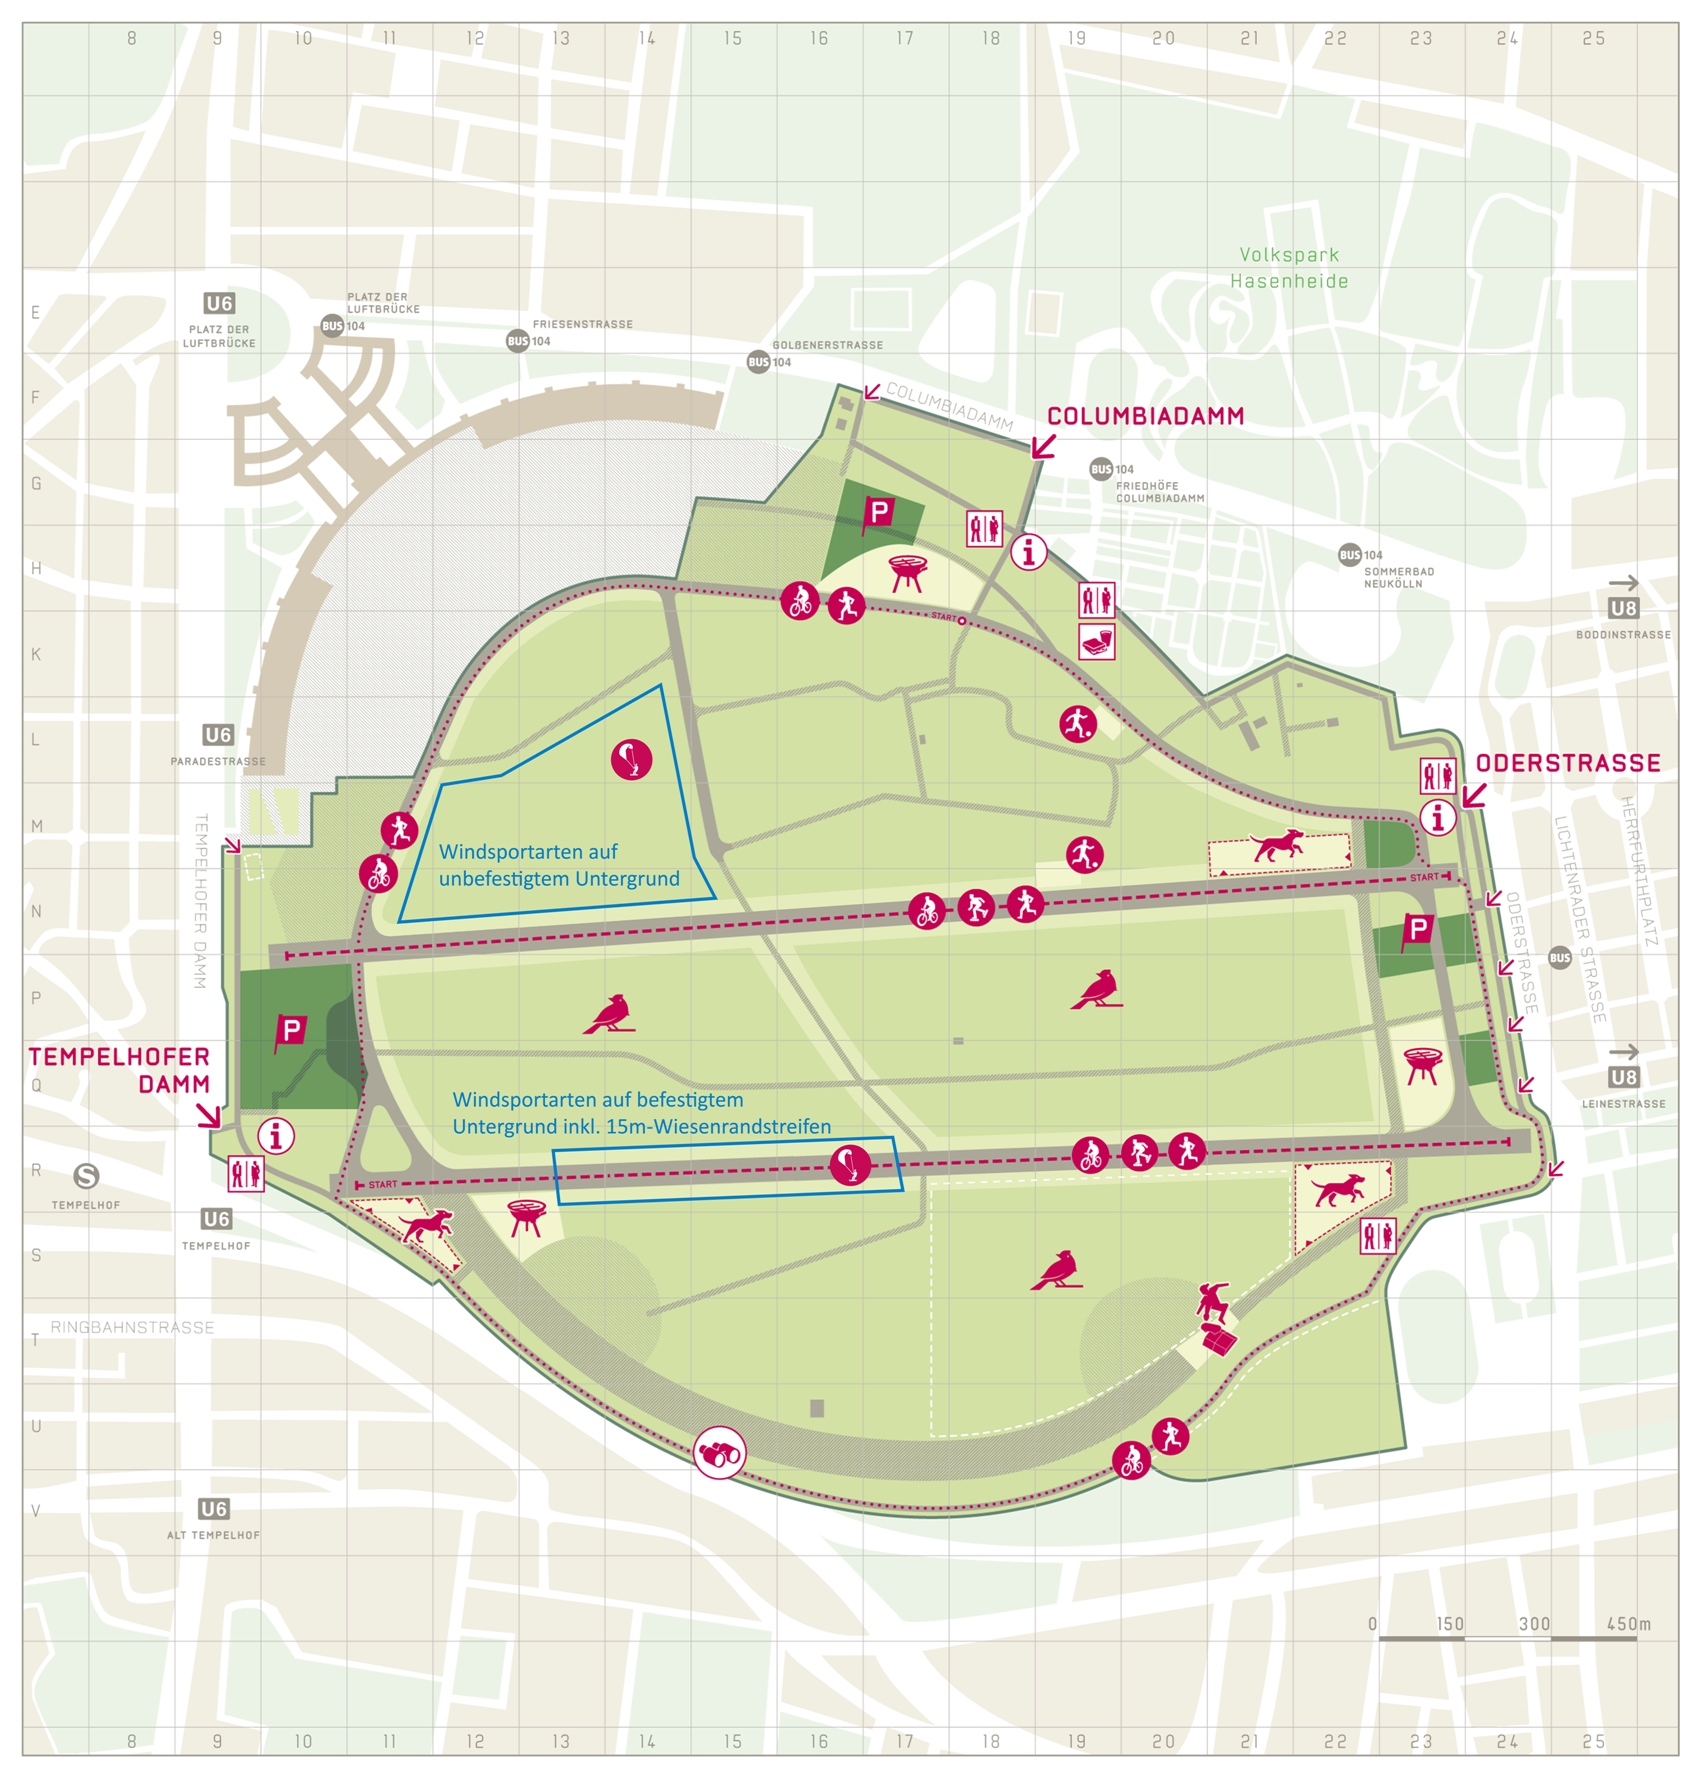 8 9 10 11 12 13 14 15 16 17 18 19 20 21 22 23 24 25
Volkspark
Hasenheide
E
U6
PLATZ DER
LUFTBRÜCKE
PLATZ DER
LUFTBRÜCKE
BUS 104
FRIESENSTRASSE
BUS 104
GOLßENERSTRASSE
BUS 104
F
COLUMBIADAMM
COLUMBIADAMM
G
BUS 104
FRIEDHÖFE
COLUMBIADAMM
P
i
H
BUS 104
SOMMERBAD
NEUKÖLLN
U8
BODDINSTRASSE
START
K
L
U6
PARADESTRASSE
ODERSTRASSE
M
i
TEMPELHOFER DAMM
HERRFURTHPLATZ
LICHTENRADER STRASSE
Windsportarten auf
unbefestigtem Untergrund
START
N
P
ODERSTRASSE
BUS
P
P
TEMPELHOFER
DAMM
Q
U8
LEINESTRASSE
Windsportarten auf befestigtem
Untergrund inkl. 15m-Wiesenrandstreifen
i
R
S
TEMPELHOF
START
U6
TEMPELHOF
S
RINGBAHNSTRASSE
T
U
V
U6
ALT TEMPELHOF
0 150 300 450m
8 9 10 11 12 13 14 15 16 17 18 19 20 21 22 23 24 25